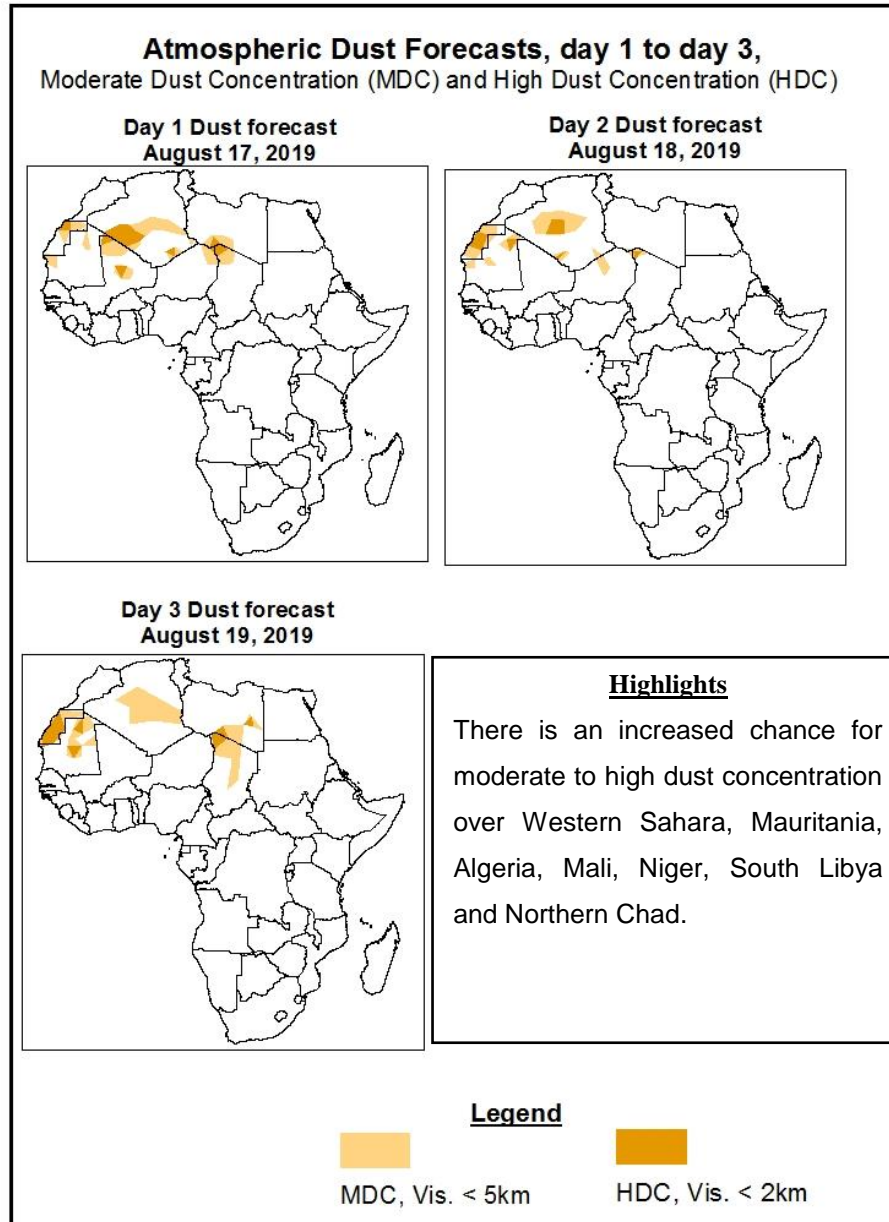 Atmospheric Dust Forecasts, day 1 to day 3,
Moderate Dust Concentration (MDC) and High Dust Concentration (HDC)
Day 1 Dust forecast
August 17, 2019
Day 2 Dust forecast
August 18, 2019
Day 3 Dust forecast
August 19, 2019
Highlights
There is an increased chance for
moderate to high dust concentration
over Western Sahara, Mauritania,
Algeria, Mali, Niger, South Libya
and Northern Chad.
Legend
MDC, Vis. < 5km
HDC, Vis. < 2km